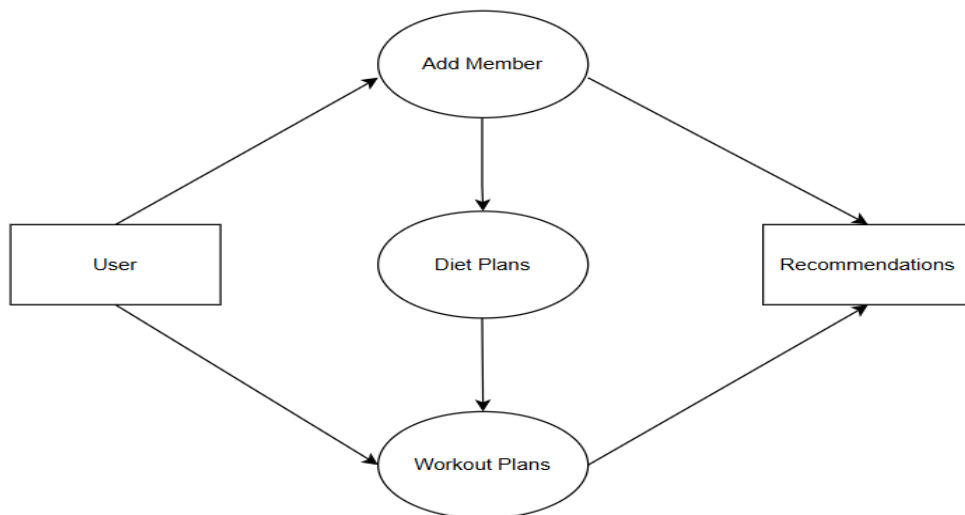 Add Member
User
Diet Plans
Recommendations
Workout Plans